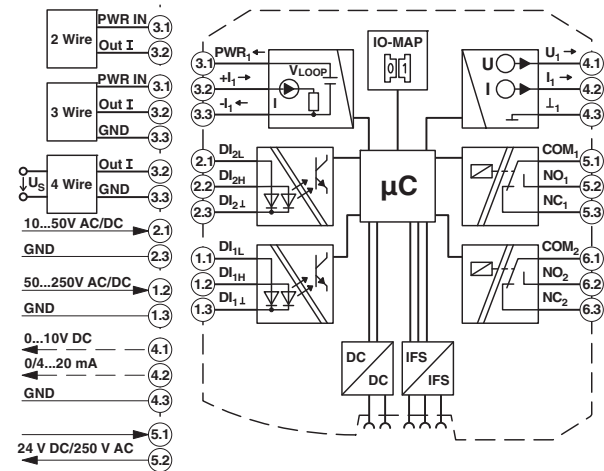 2 Wire
PWR IN 3.1
Out I 3.2
3 Wire
PWR IN 3.1
Out I 3.2
GND 3.3
US 4 Wire
Out I 3.2
GND 3.3
10...50V AC/DC 2.1
GND 2.3
50...250V AC/DC 1.2
GND 1.3
0...10V DC 4.1
0/4...20 mA 4.2
GND 4.3
5.1
24 V DC/250 V AC 5.2
3.1 PWR1
3.2 +I1
3.3 -I1
VLOOP
I
2.1 DI2L
2.2 DI2H
2.3 DI2⊥
1.1 DI1L
1.2 DI1H
1.3 DI1⊥
IO-MAP
0 1
μC
DC
DC
IFS
IFS
U U1 4.1
I I1 4.2
⊥1 4.3
COM1 5.1
NO1 5.2
NC1 5.3
COM2 6.1
NO2 6.2
NC2 6.3